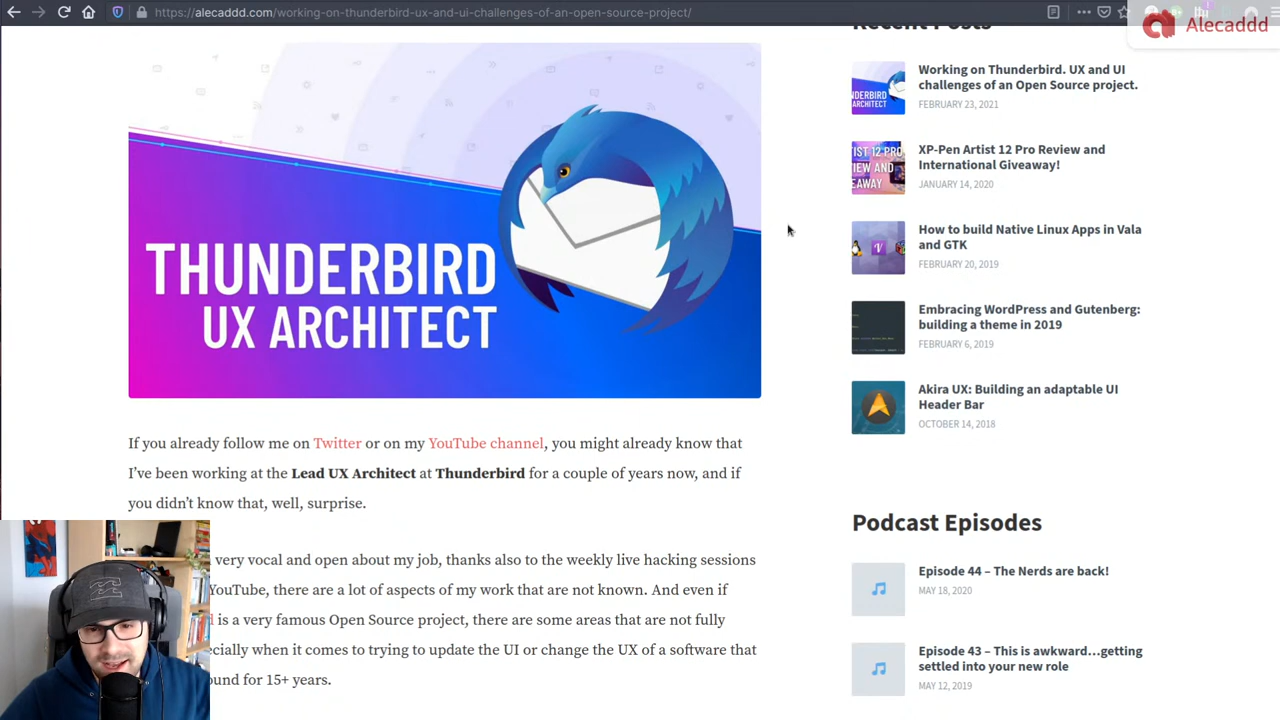 https://alecaddd.com/working-on-thunderbird-ux-and-ui-challenges-of-an-open-source-project/
Alecaddd
THUNDERBIRD
UX ARCHITECT
If you already follow me on Twitter or on my YouTube channel, you might already know that
I've been working at the Lead UX Architect at Thunderbird for a couple of years now, and if
you didn't know that, well, surprise.
very vocal and open about my job, thanks also to the weekly live hacking sessions
YouTube, there are a lot of aspects of my work that are not known. And even if
is a very famous Open Source project, there are some areas that are not fully
when it comes to trying to update the UI or change the UX of a software that
for 15+ years.
Recent Posts
Working on Thunderbird. UX and UI
challenges of an Open Source project.
FEBRUARY 23, 2021
XP-Pen Artist 12 Pro Review and
International Giveaway!
JANUARY 14, 2020
How to build Native Linux Apps in Vala
and GTK
FEBRUARY 20, 2019
Embracing WordPress and Gutenberg:
building a theme in 2019
FEBRUARY 6, 2019
Akira UX: Building an adaptable UI
Header Bar
OCTOBER 14, 2018
Podcast Episodes
Episode 44 – The Nerds are back!
MAY 18, 2020
Episode 43 – This is awkward…getting
settled into your new role
MAY 12, 2019